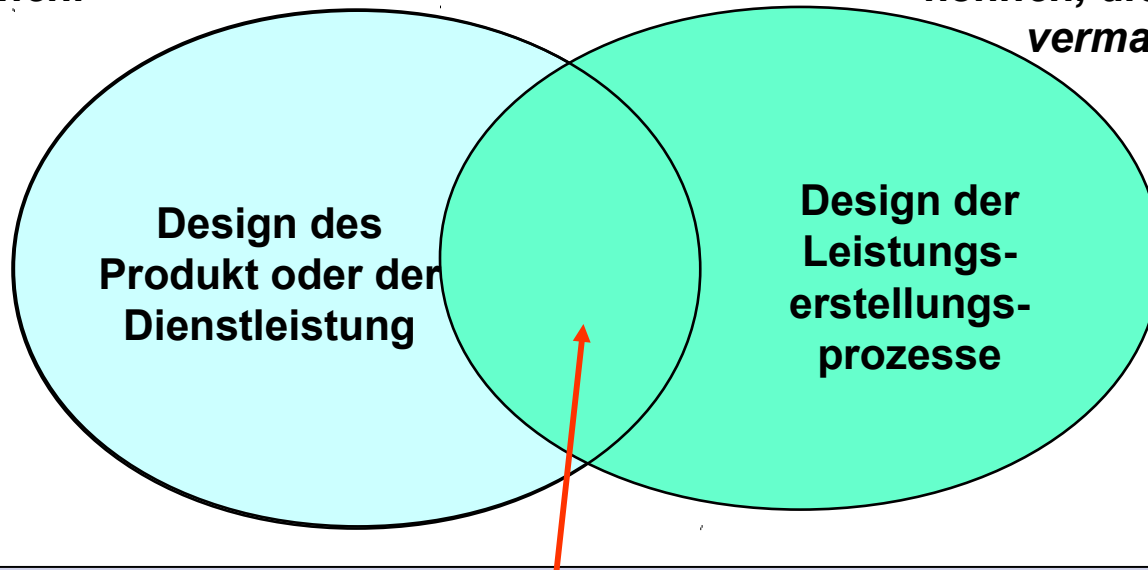 verma
Design des
Produkt oder der
Dienstleistung
Design der
Leistungs-
erstellungs-
prozesse